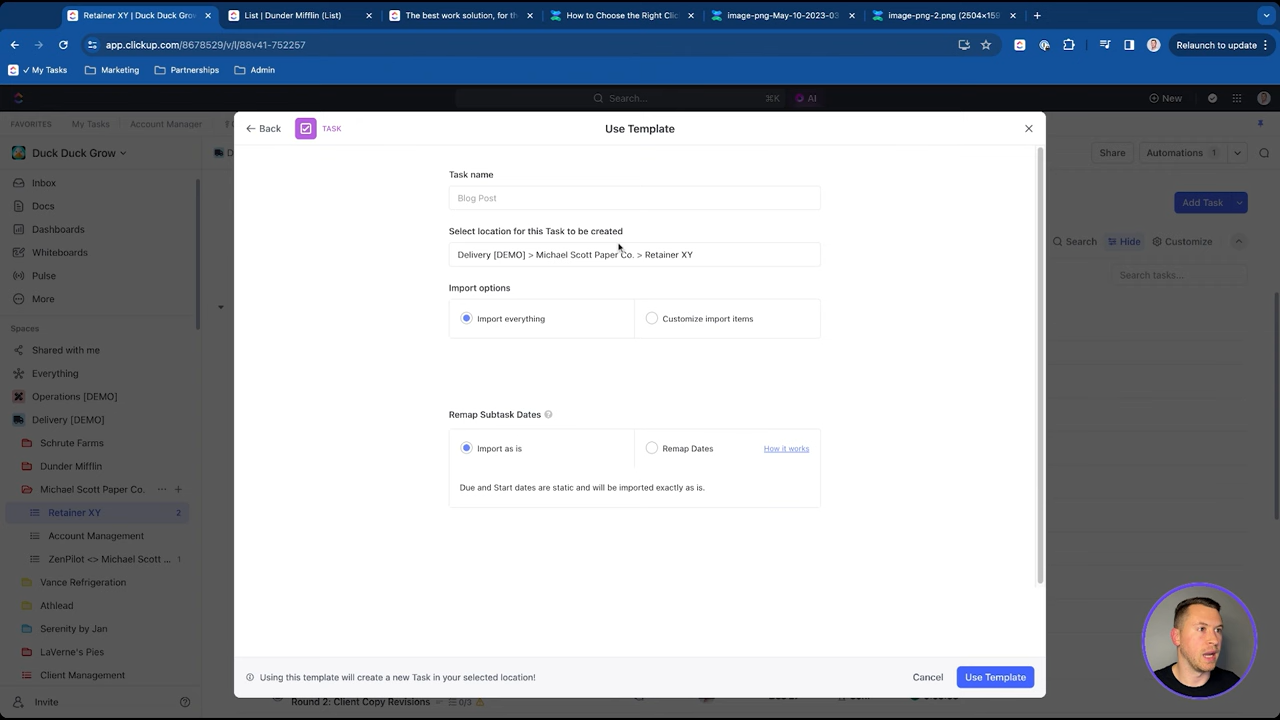 Retainer XY | Duck Duck Grow
List | Dunder Mifflin (List)
The best work solution, for th
How to Choose the Right Clic
image-png-May-10-2023-03
image-png-2.png (2504×159
app.clickup.com/8678529/v/l/88v41-752257
Relaunch to update
✓ My Tasks
Marketing
Partnerships
Admin
Search...
⌘K
AI
New
FAVORITES
My Tasks
Account Manager
Back
TASK
Use Template
Duck Duck Grow
Share
Automations 1
Inbox
Docs
Dashboards
Whiteboards
Pulse
More
Add Task
Search
Hide
Customize
Search tasks...
Spaces
Shared with me
Everything
Operations [DEMO]
Delivery [DEMO]
Schrute Farms
Dunder Mifflin
Michael Scott Paper Co.
Retainer XY 2
Account Management
ZenPilot <> Michael Scott ... 1
Vance Refrigeration
Athlead
Serenity by Jan
LaVerne's Pies
Client Management
Invite
Task name
Blog Post
Select location for this Task to be created
Delivery [DEMO] > Michael Scott Paper Co. > Retainer XY
Import options
Import everything
Customize import items
Remap Subtask Dates
Import as is
Remap Dates
How it works
Due and Start dates are static and will be imported exactly as is.
Using this template will create a new Task in your selected location!
Cancel
Use Template
Round 2: Client Copy Revisions
0/3